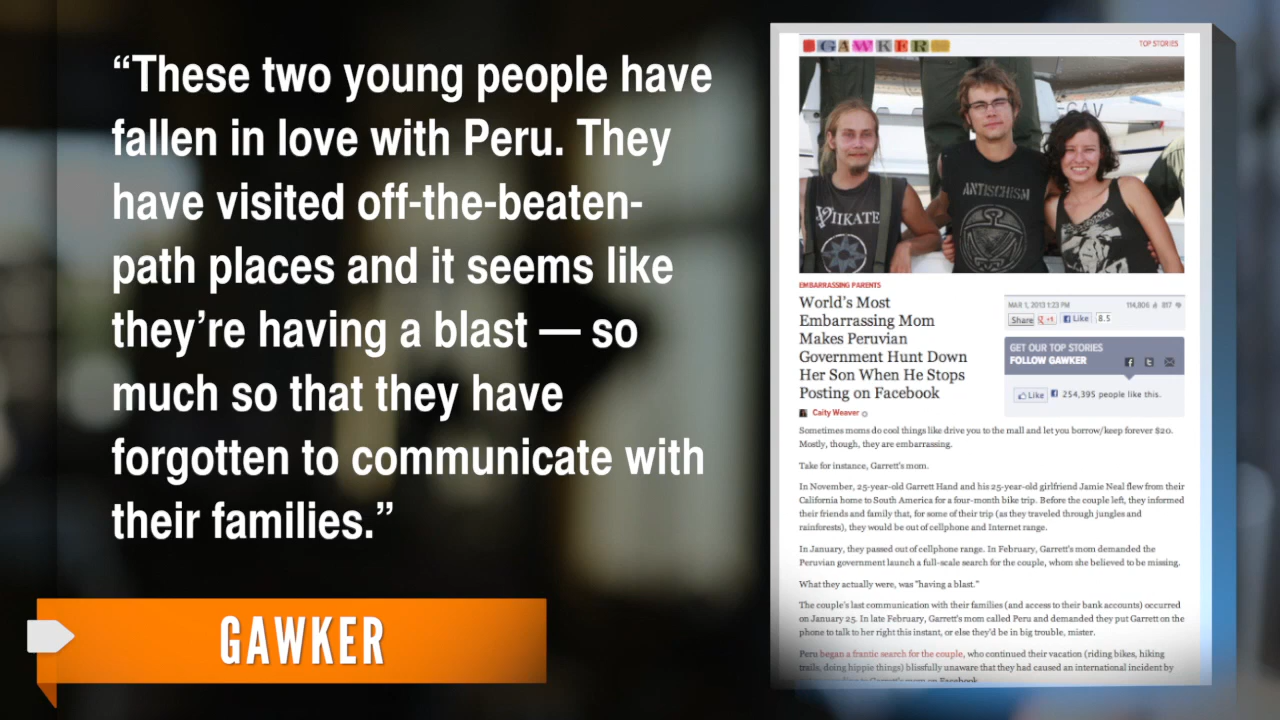 “These two young people have
fallen in love with Peru. They
have visited off-the-beaten-
path places and it seems like
they’re having a blast — so
much so that they have
forgotten to communicate with
their families.”
GAWKER
GAWKER
TOP STORIES
CAV
VIIKATE
ANTISCHISM
EMBARRASSING PARENTS
World’s Most
Embarrassing Mom
Makes Peruvian
Government Hunt Down
Her Son When He Stops
Posting on Facebook
Caity Weaver
MAR 1, 2013 1:23 PM
114,806 817
Share +1 Like 8.5
GET OUR TOP STORIES
FOLLOW GAWKER
Like 254,395 people like this.
Sometimes moms do cool things like drive you to the mall and let you borrow/keep forever $20.
Mostly, though, they are embarrassing.
Take for instance, Garrett’s mom.
In November, 25-year-old Garrett Hand and his 25-year-old girlfriend Jamie Neal flew from their
California home to South America for a four-month bike trip. Before the couple left, they informed
their friends and family that, for some of their trip (as they traveled through jungles and
rainforests), they would be out of cellphone and Internet range.
In January, they passed out of cellphone range. In February, Garrett’s mom demanded the
Peruvian government launch a full-scale search for the couple, whom she believed to be missing.
What they actually were, was “having a blast.”
The couple’s last communication with their families (and access to their bank accounts) occurred
on January 25. In late February, Garrett’s mom called Peru and demanded they put Garrett on the
phone to talk to her right this instant, or else they’d be in big trouble, mister.
Peru began a frantic search for the couple, who continued their vacation (riding bikes, hiking
trails, doing hippie things) blissfully unaware that they had caused an international incident by
Garrett’s mom on Facebook.